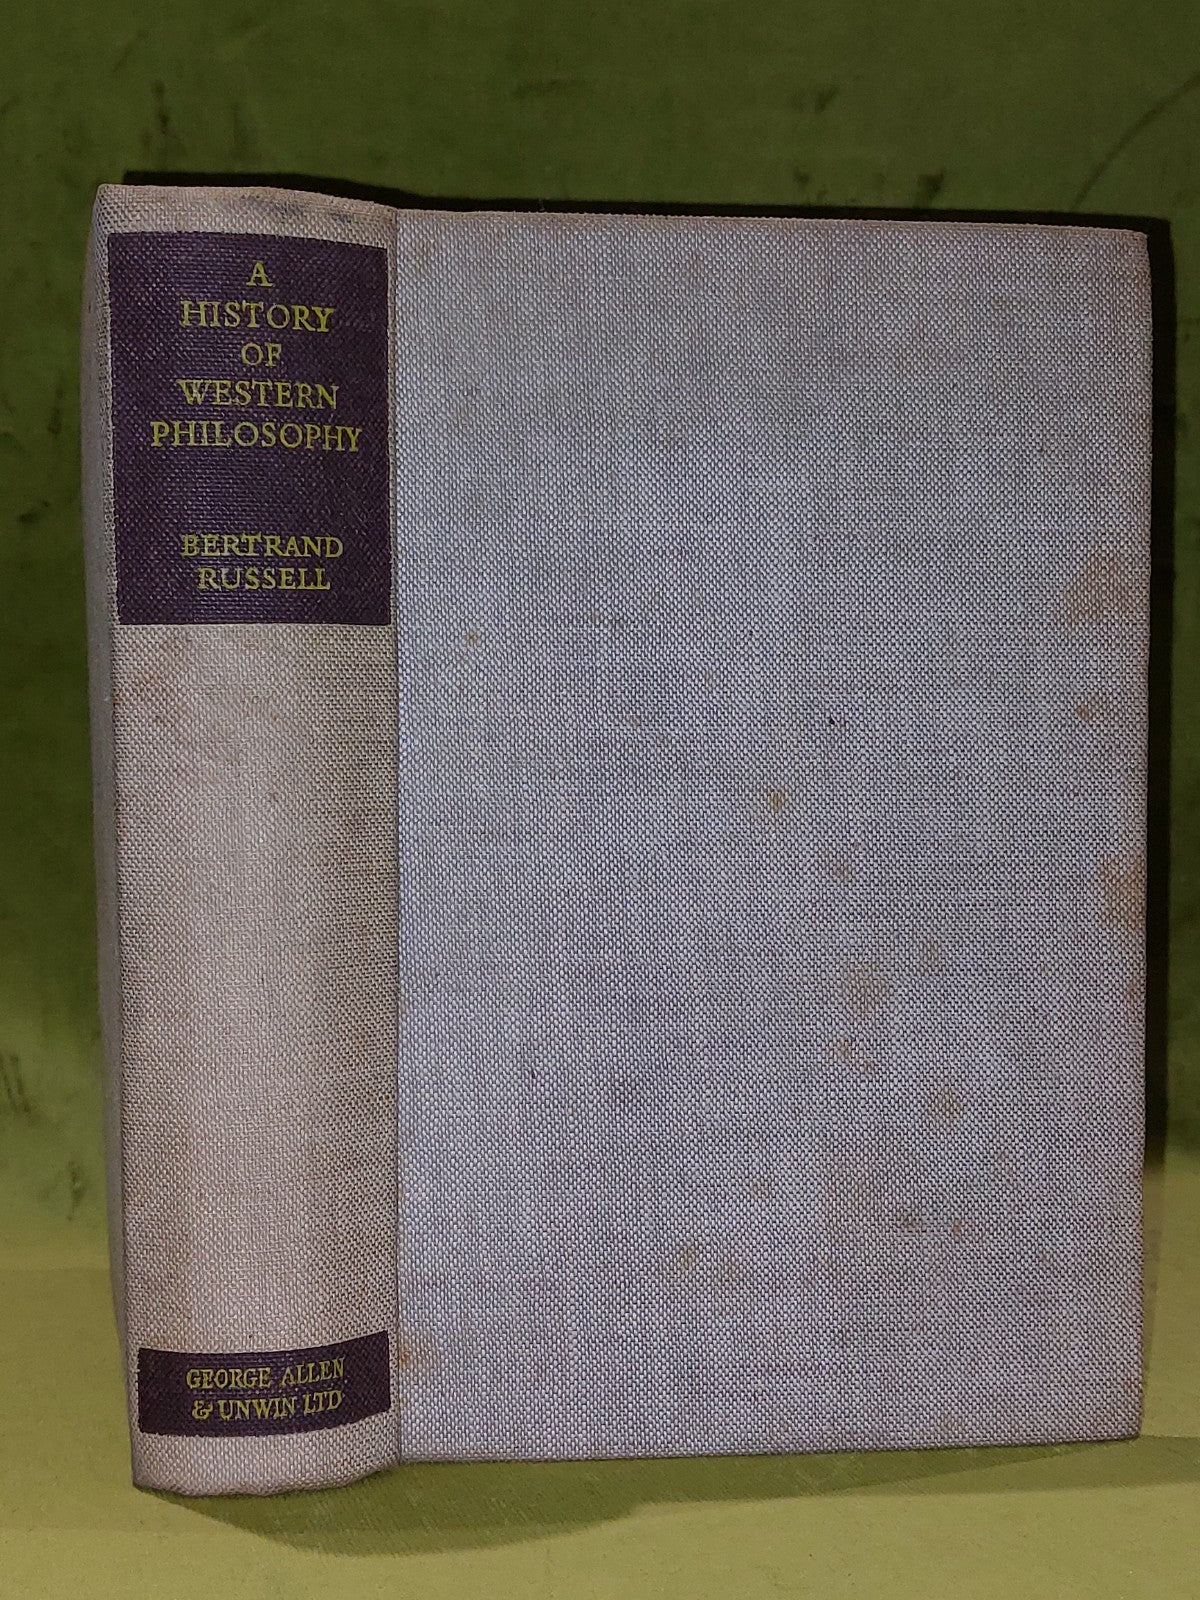 A
HISTORY
OF
WESTERN
PHILOSOPHY
BERTRAND
RUSSELL
GEORGE ALLEN
& UNWIN LTD